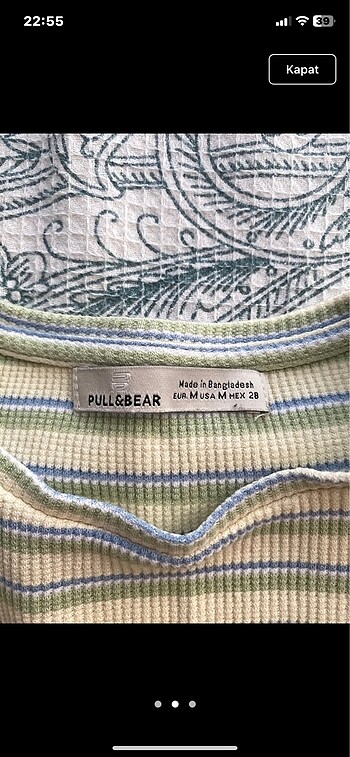 22:55
39
Kapat
PULL&BEAR
Made in Bangladesh
EUR. M USA M MEX 28